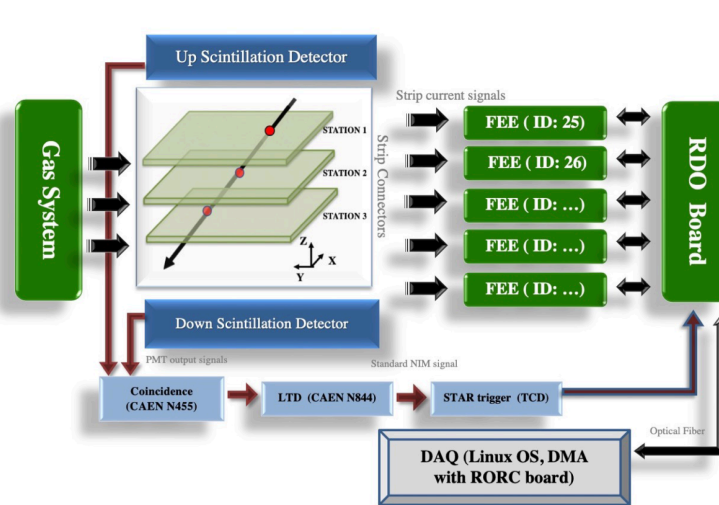 Up Scintillation Detector
Strip current signals
Gas System
STATION 1
STATION 2
STATION 3
Z
X
Y
Strip Connectors
FEE ( ID: 25)
FEE ( ID: 26)
FEE ( ID: ...)
FEE ( ID: ...)
FEE ( ID: ...)
RDO Board
Down Scintillation Detector
PMT output signals
Standard NIM signal
Coincidence
(CAEN N455)
LTD (CAEN N844)
STAR trigger (TCD)
Optical Fiber
DAQ (Linux OS, DMA
with RORC board)